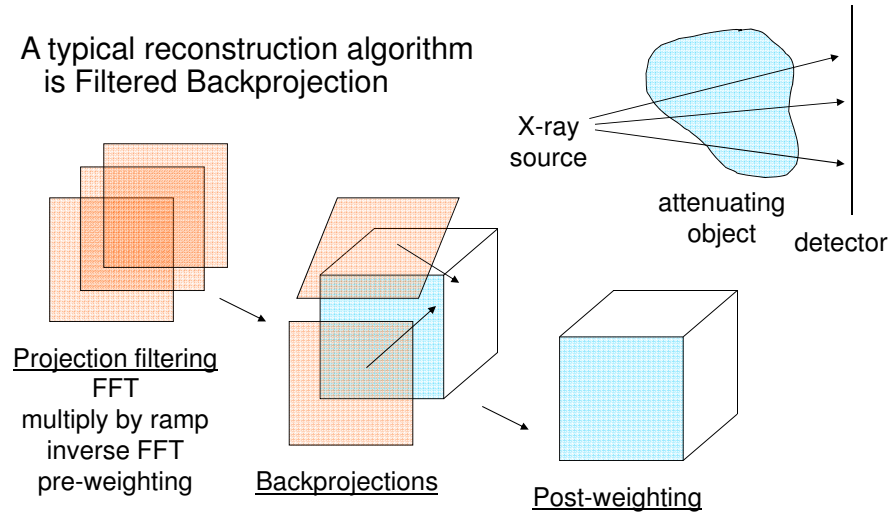 A typical reconstruction algorithm
is Filtered Backprojection
X-ray
source
attenuating
object
detector
Projection filtering
FFT
multiply by ramp
inverse FFT
pre-weighting
Backprojections
Post-weighting